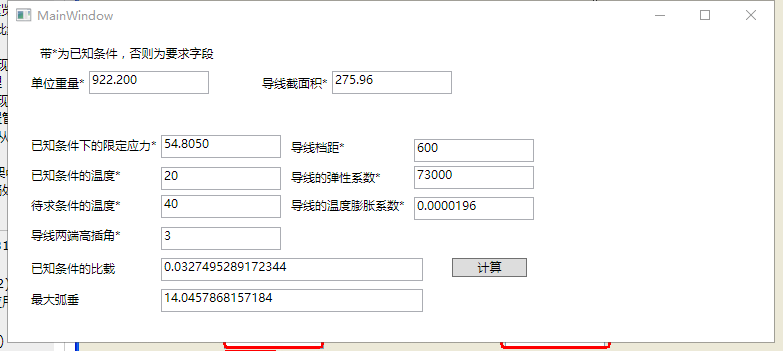 MainWindow
带*为已知条件，否则为要求字段
单位重量* 922.200 导线截面积* 275.96
已知条件下的限定应力* 54.8050 导线档距* 600
已知条件的温度* 20 导线的弹性系数* 73000
待求条件的温度* 40 导线的温度膨胀系数* 0.0000196
导线两端高插角* 3
已知条件的比载 0.0327495289172344 计算
最大弧垂 14.0457868157184